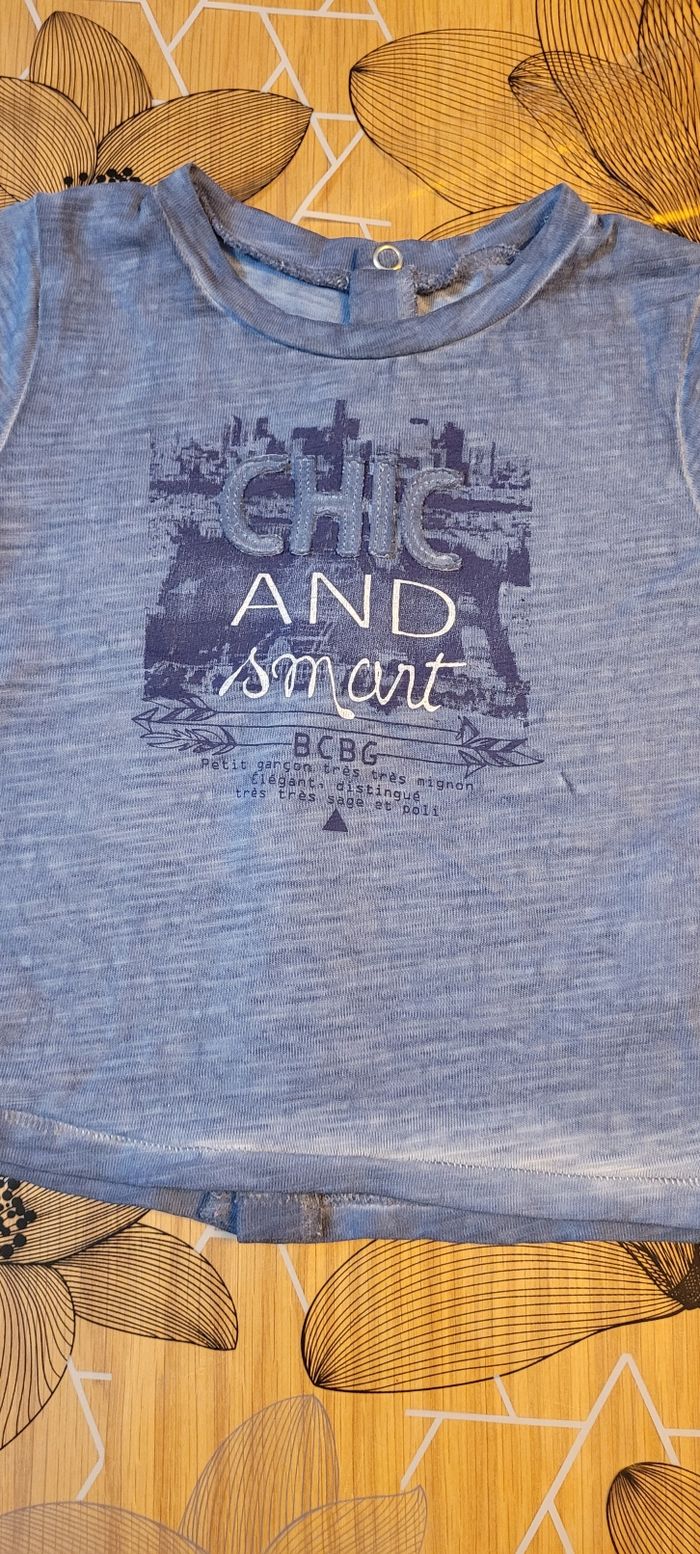 CHIC
AND
smart
BCBG
Petit garçon très très mignon
Élégant, distingué
très très sage et poli